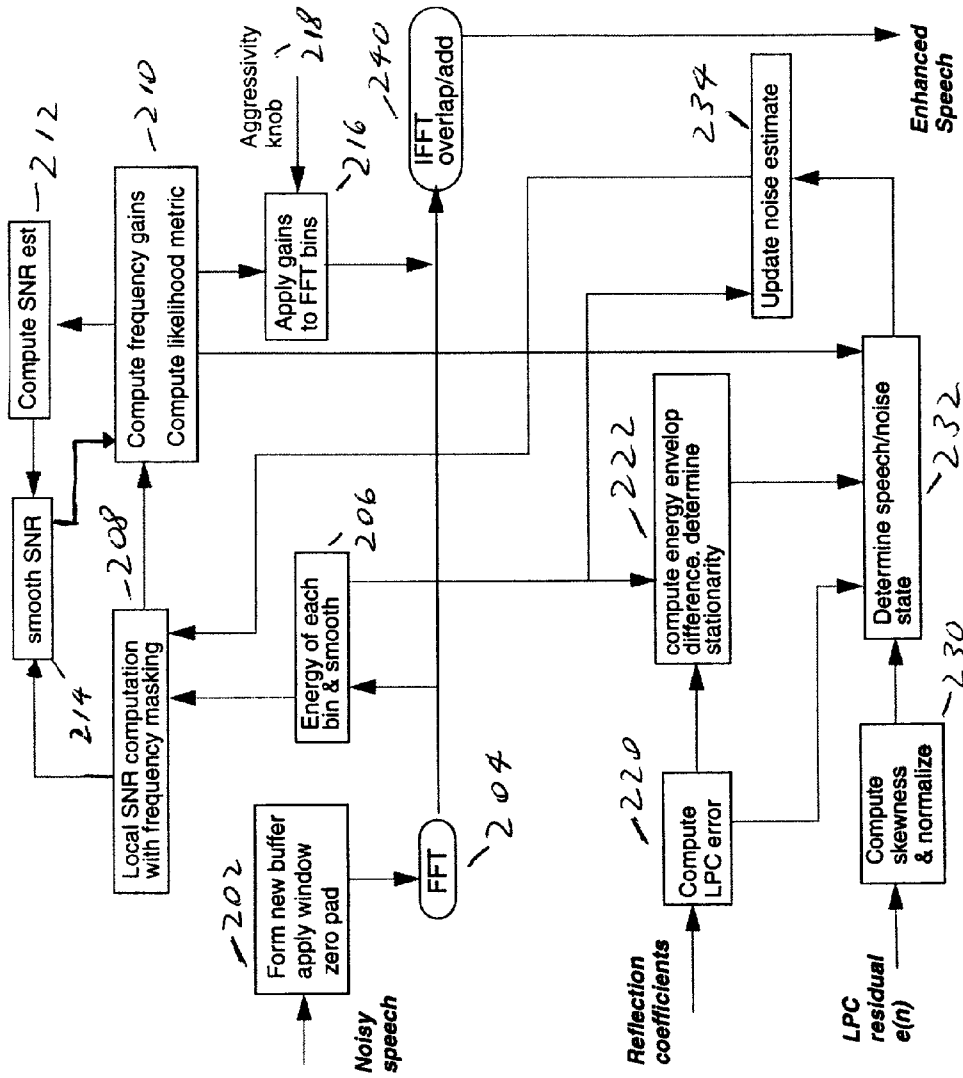 Noisy
speech
Form new buffer
apply window
zero pad
202
FFT
204
Energy of each
bin & smooth
206
Local SNR computation
with frequency masking
208
smooth SNR
214
Compute SNR est
212
Compute frequency gains
Compute likelihood metric
210
Aggressivity
knob
218
Apply gains
to FFT bins
216
IFFT
overlap/add
240
Enhanced
Speech
Update noise estimate
234
compute energy envelop
difference, determine
stationarity
222
Reflection
coefficients
Compute
LPC error
220
LPC
residual
e(n)
Compute
skewness
& normalize
230
Determine speech/noise
state
232